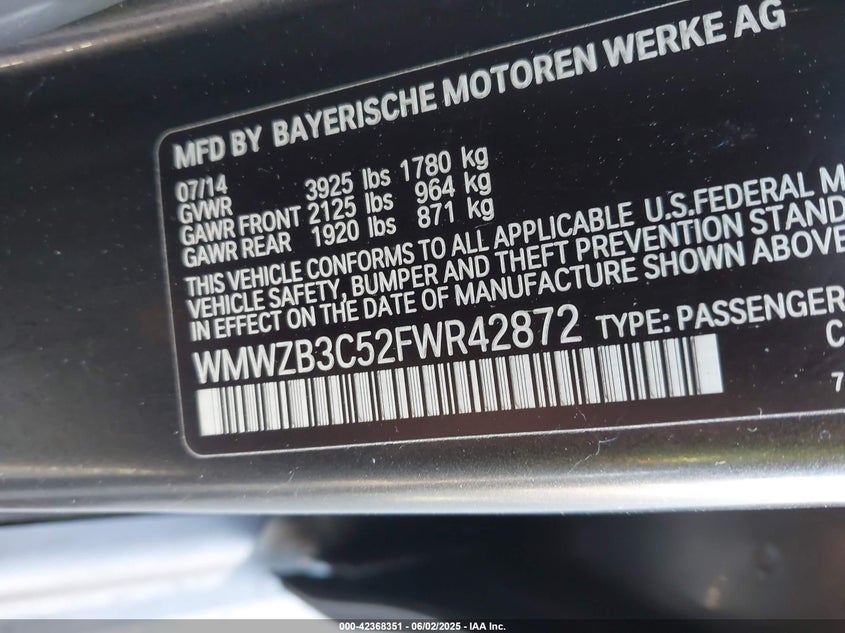 MFD BY BAYERISCHE MOTOREN WERKE AG
07/14
GVWR 3925 lbs 1780 kg
GAWR FRONT 2125 lbs 964 kg
GAWR REAR 1920 lbs 871 kg
THIS VEHICLE CONFORMS TO ALL APPLICABLE U.S.FEDERAL M
VEHICLE SAFETY, BUMPER AND THEFT PREVENTION STAND
IN EFFECT ON THE DATE OF MANUFACTURE SHOWN ABOVE
WMWZB3C52FWR42872 TYPE: PASSENGER
C
7
000-42368351 - 06/02/2025 - IAA Inc.